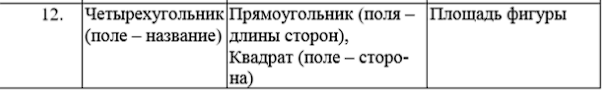 12. Четырехугольник Прямоугольник (поля – Площадь фигуры
(поле – название) длины сторон),
Квадрат (поле – сторо-
на)